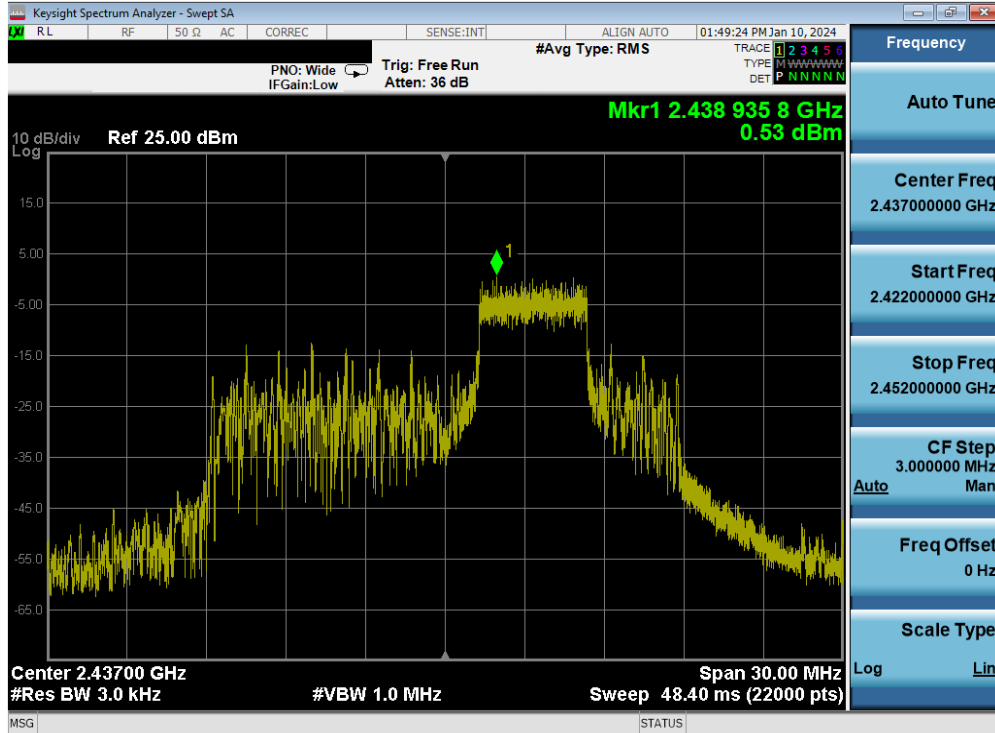 Keysight Spectrum Analyzer - Swept SA
LXI RL RF 50 Ω AC CORREC SENSE:INT ALIGN AUTO 01:49:24 PM Jan 10, 2024
PNO: Wide
IFGain:Low
Trig: Free Run
Atten: 36 dB
#Avg Type: RMS
TRACE 1 2 3 4 5 6
TYPE M WWWWW
DET P N N N N N
Mkr1 2.438 935 8 GHz
0.53 dBm
10 dB/div Ref 25.00 dBm
Log
15.0
5.00
1
-5.00
-15.0
-25.0
-35.0
-45.0
-55.0
-65.0
Center 2.43700 GHz Span 30.00 MHz
#Res BW 3.0 kHz #VBW 1.0 MHz Sweep 48.40 ms (22000 pts)
MSG STATUS
Frequency
Auto Tune
Center Freq
2.437000000 GHz
Start Freq
2.422000000 GHz
Stop Freq
2.452000000 GHz
CF Step
3.000000 MHz
Auto Man
Freq Offset
0 Hz
Scale Type
Log Lin